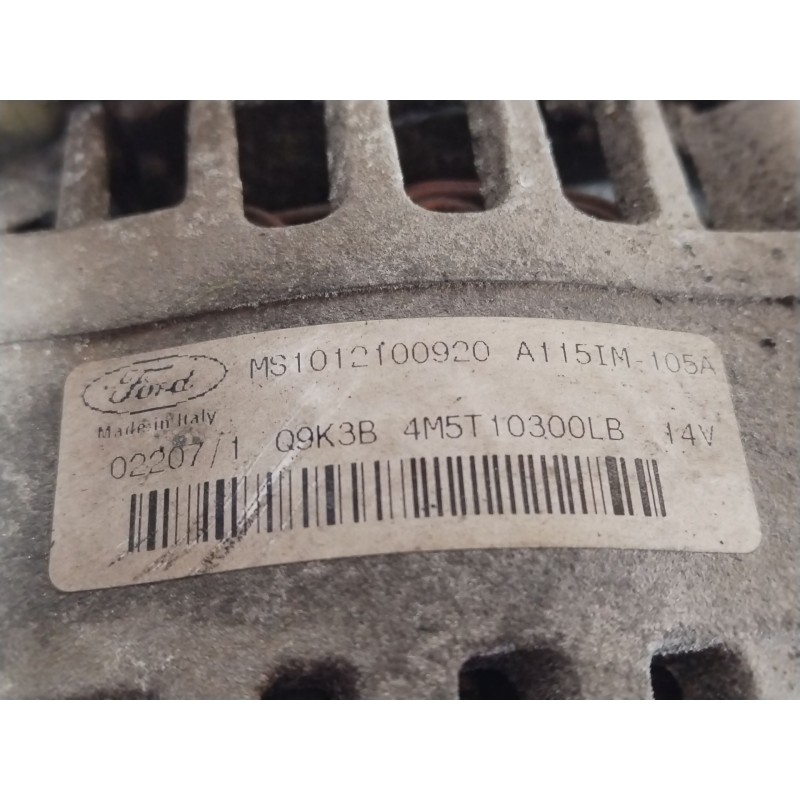 Ford MS1012100920 A115IM-105A
Made in Italy
02207/1 Q9K3B 4M5T10300LB 14V